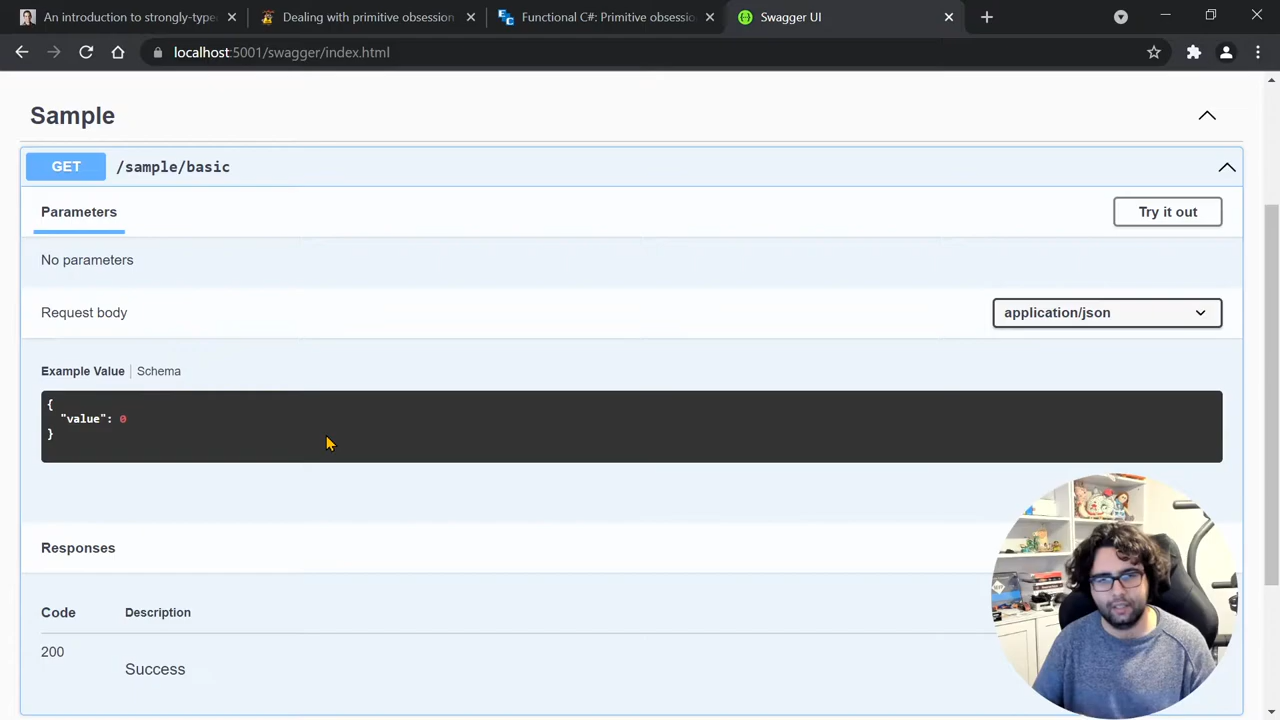 An introduction to strongly-type
Dealing with primitive obsession
Functional C#: Primitive obsessio
Swagger UI
localhost:5001/swagger/index.html
Sample
GET /sample/basic
Parameters
Try it out
No parameters
Request body
application/json
Example Value
Schema
{
"value": 0
}
Responses
Code
Description
200
Success